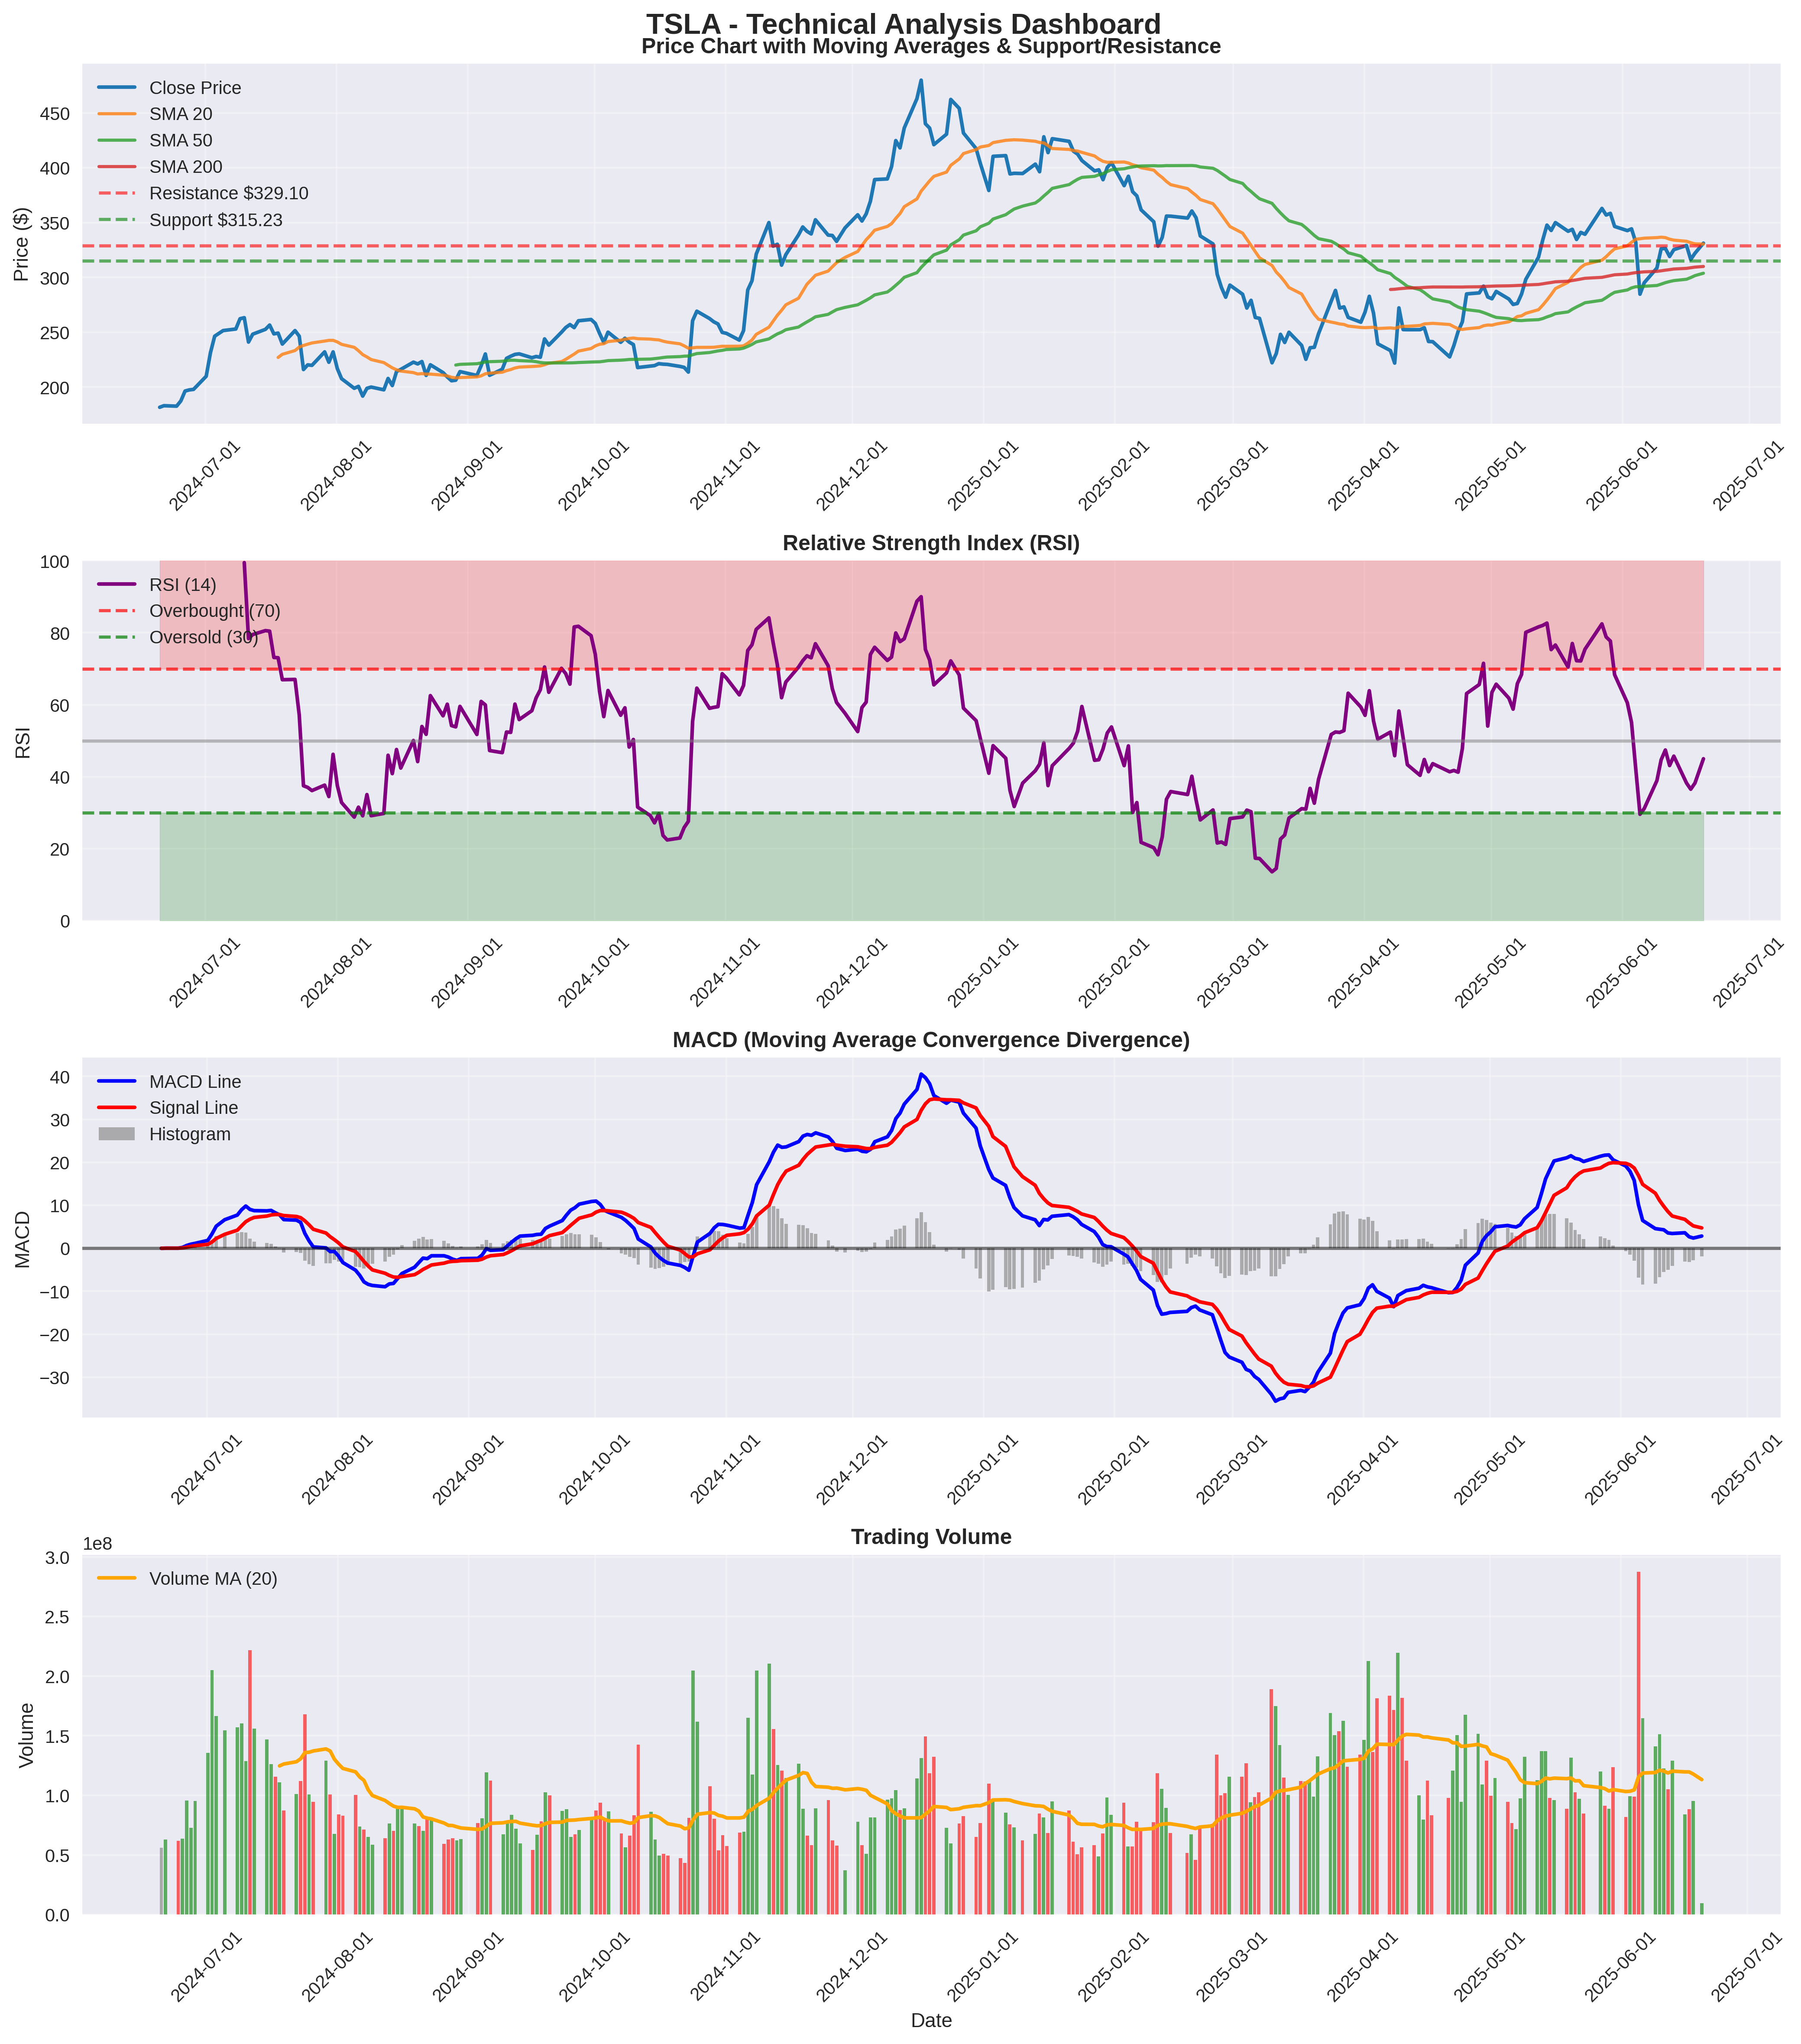 TSLA - Technical Analysis Dashboard
Price Chart with Moving Averages & Support/Resistance
Close Price
SMA 20
SMA 50
SMA 200
Resistance $329.10
Support $315.23
Price ($)
450
400
350
300
250
200
2024-07-01 2024-08-01 2024-09-01 2024-10-01 2024-11-01 2024-12-01 2025-01-01 2025-02-01 2025-03-01 2025-04-01 2025-05-01 2025-06-01 2025-07-01
Relative Strength Index (RSI)
RSI (14)
Overbought (70)
Oversold (30)
RSI
100
80
60
40
20
0
2024-07-01 2024-08-01 2024-09-01 2024-10-01 2024-11-01 2024-12-01 2025-01-01 2025-02-01 2025-03-01 2025-04-01 2025-05-01 2025-06-01 2025-07-01
MACD (Moving Average Convergence Divergence)
MACD Line
Signal Line
Histogram
MACD
40
30
20
10
0
−10
−20
−30
2024-07-01 2024-08-01 2024-09-01 2024-10-01 2024-11-01 2024-12-01 2025-01-01 2025-02-01 2025-03-01 2025-04-01 2025-05-01 2025-06-01 2025-07-01
Trading Volume
1e8
Volume MA (20)
Volume
3.0
2.5
2.0
1.5
1.0
0.5
0.0
2024-07-01 2024-08-01 2024-09-01 2024-10-01 2024-11-01 2024-12-01 2025-01-01 2025-02-01 2025-03-01 2025-04-01 2025-05-01 2025-06-01 2025-07-01
Date